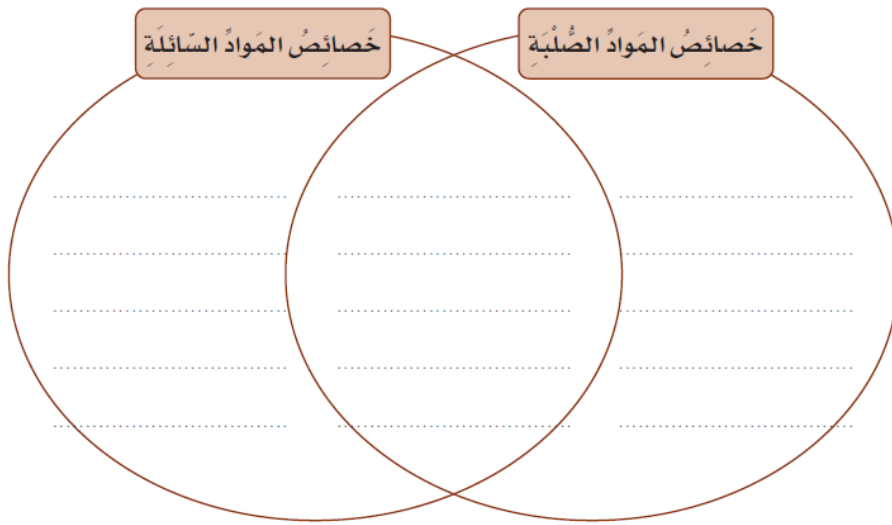 خَصائِصُ المَوادِّ الصُّلْبَةِ
خَصائِصُ المَوادِّ السّائِلَةِ